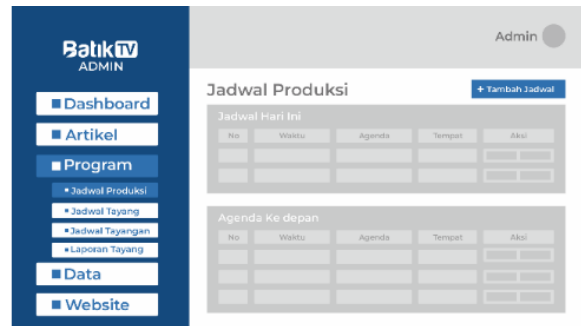 BatikTV
ADMIN
Dashboard
Artikel
Program
Jadwal Produksi
Jadwal Tayang
Jadwal Tayangan
Laporan Tayang
Data
Website
Admin
Jadwal Produksi
+ Tambah Jadwal
Jadwal Hari Ini
No Waktu Agenda Tempat Aksi
Agenda Ke depan
No Waktu Agenda Tempat Aksi